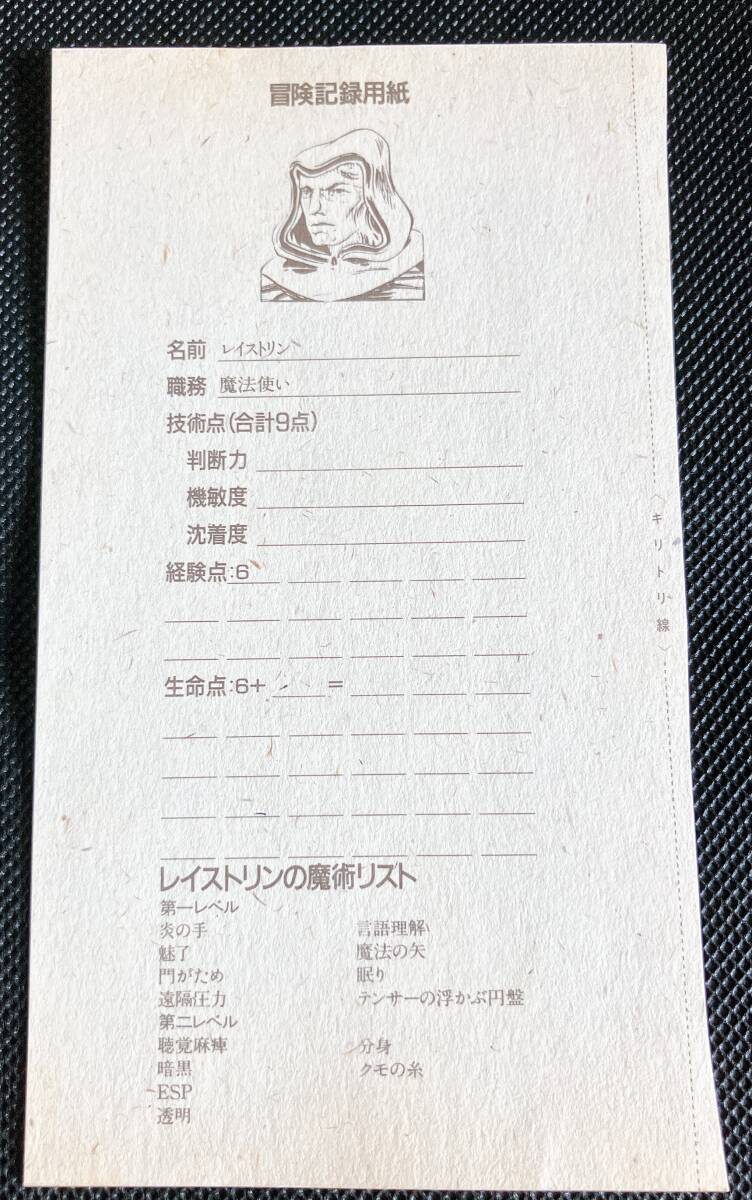 冒険記録用紙
名前 レイストリン
職務 魔法使い
技術点(合計9点)
判断力
機敏度
沈着度
経験点:6
生命点:6+ =
キリトリ線
レイストリンの魔術リスト
第一レベル
炎の手 言語理解
魅了 魔法の矢
門がため 眠り
遠隔圧力 テンサーの浮かぶ円盤
第二レベル
聴覚麻痺 分身
暗黒 クモの糸
ESP
透明